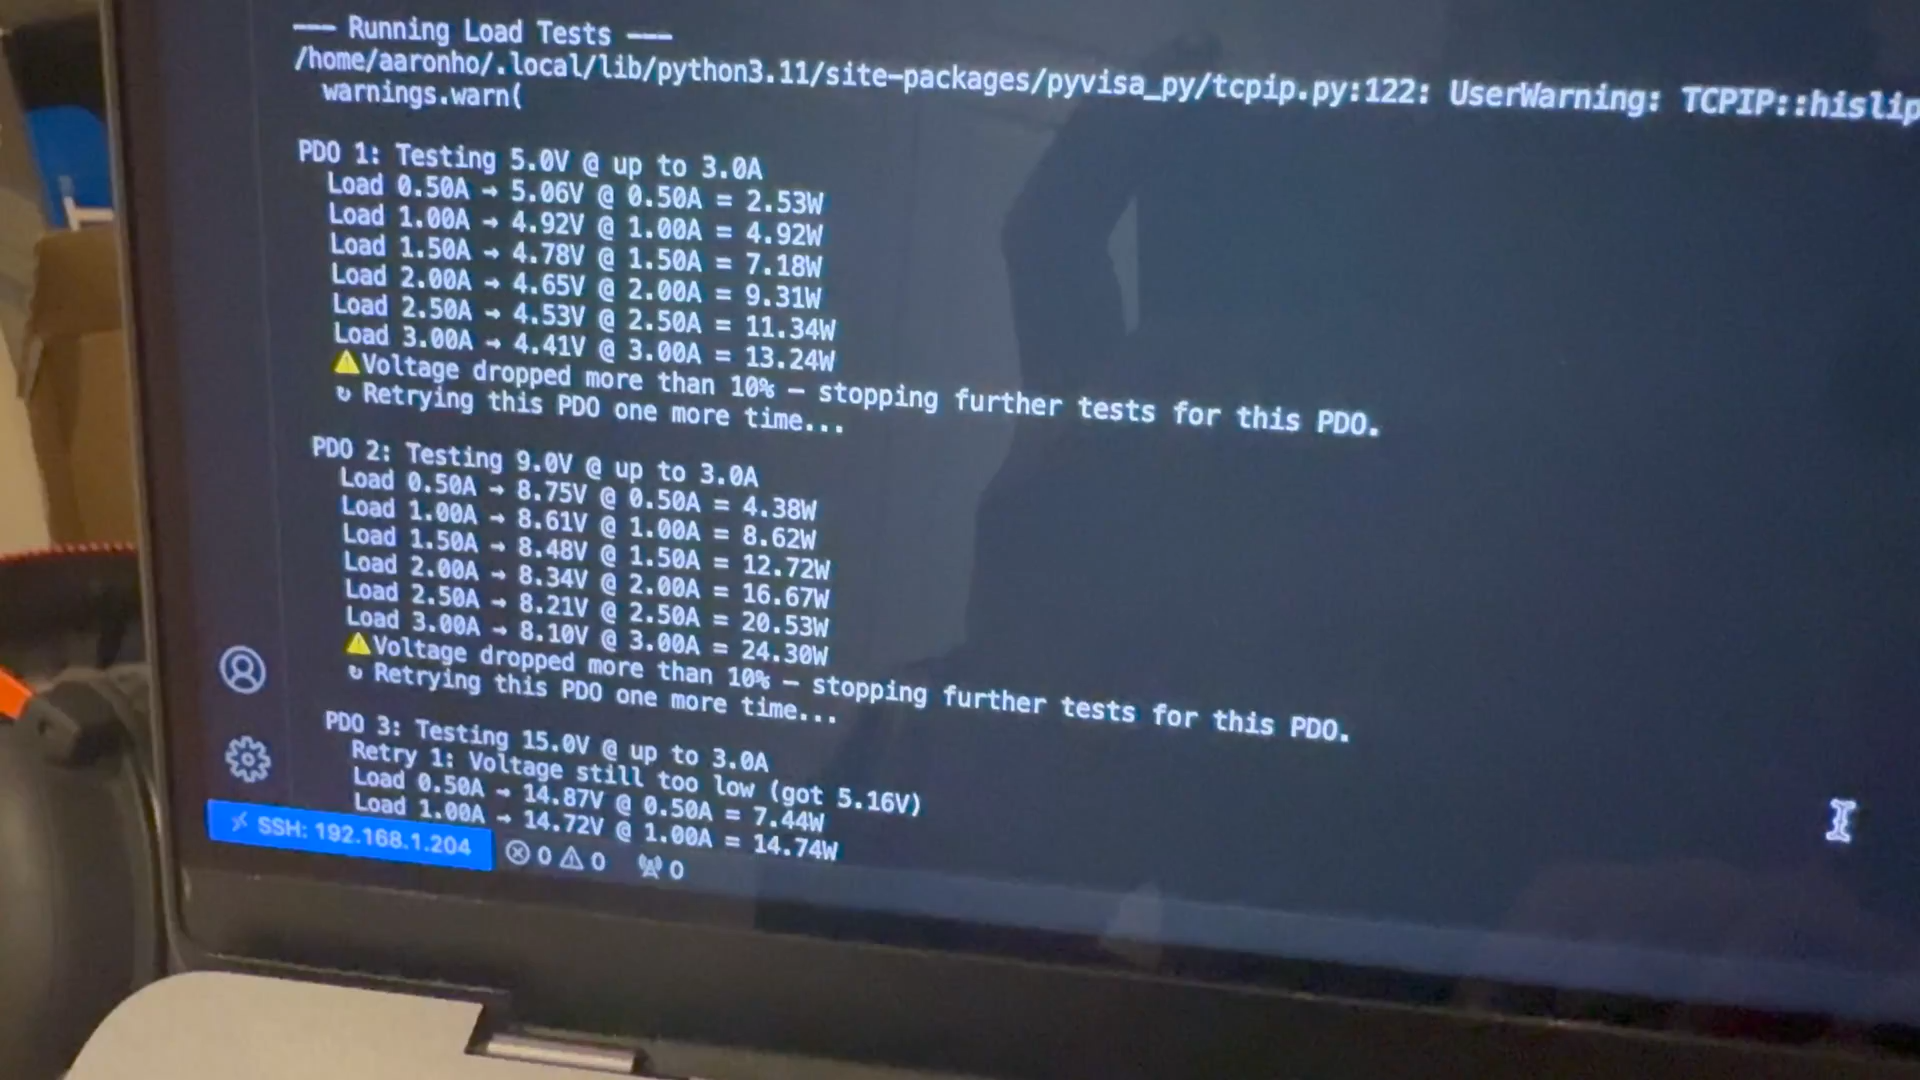 --- Running Load Tests ---
/home/aaronho/.local/lib/python3.11/site-packages/pyvisa_py/tcpip.py:122: UserWarning: TCPIP::hislip
warnings.warn(
PDO 1: Testing 5.0V @ up to 3.0A
Load 0.50A → 5.06V @ 0.50A = 2.53W
Load 1.00A → 4.92V @ 1.00A = 4.92W
Load 1.50A → 4.78V @ 1.50A = 7.18W
Load 2.00A → 4.65V @ 2.00A = 9.31W
Load 2.50A → 4.53V @ 2.50A = 11.34W
Load 3.00A → 4.41V @ 3.00A = 13.24W
⚠Voltage dropped more than 10% — stopping further tests for this PDO.
↻ Retrying this PDO one more time...
PDO 2: Testing 9.0V @ up to 3.0A
Load 0.50A → 8.75V @ 0.50A = 4.38W
Load 1.00A → 8.61V @ 1.00A = 8.62W
Load 1.50A → 8.48V @ 1.50A = 12.72W
Load 2.00A → 8.34V @ 2.00A = 16.67W
Load 2.50A → 8.21V @ 2.50A = 20.53W
Load 3.00A → 8.10V @ 3.00A = 24.30W
⚠Voltage dropped more than 10% — stopping further tests for this PDO.
↻ Retrying this PDO one more time...
PDO 3: Testing 15.0V @ up to 3.0A
Retry 1: Voltage still too low (got 5.16V)
Load 0.50A → 14.87V @ 0.50A = 7.44W
Load 1.00A → 14.72V @ 1.00A = 14.74W
SSH: 192.168.1.204 0 0 0